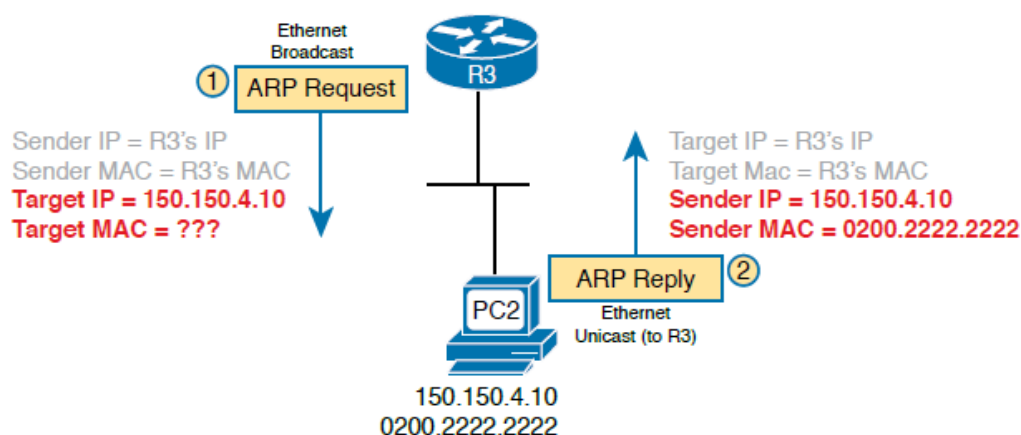 Ethernet
Broadcast
1
ARP Request
R3
Sender IP = R3's IP
Sender MAC = R3's MAC
Target IP = 150.150.4.10
Target MAC = ???
Target IP = R3's IP
Target Mac = R3's MAC
Sender IP = 150.150.4.10
Sender MAC = 0200.2222.2222
ARP Reply
2
PC2
Ethernet
Unicast (to R3)
150.150.4.10
0200.2222.2222